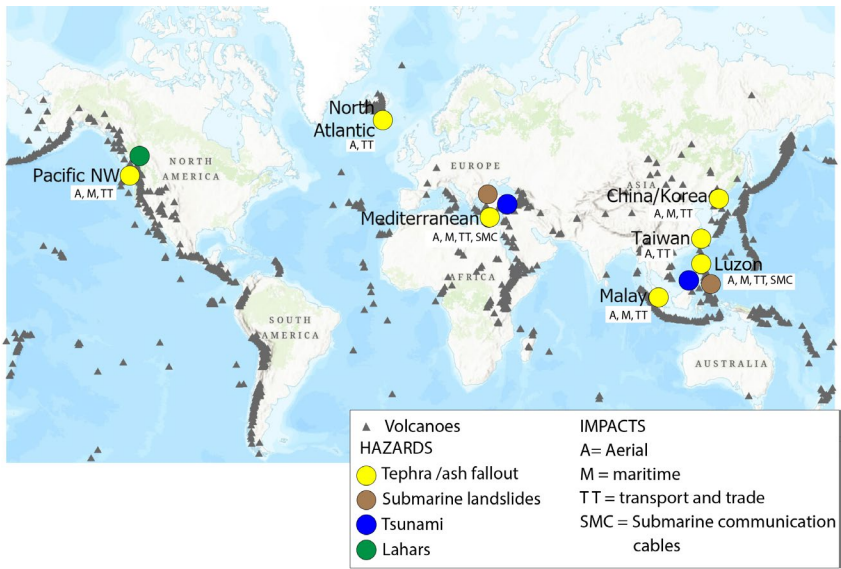 North
Atlantic
A, TT
NORTH
AMERICA
Pacific NW
A, M, TT
EUROPE
ASIA
China/Korea
A, M, TT
Mediterranean
A, M, TT, SMC
Taiwan
A, TT
Luzon
A, M, TT, SMC
AFRICA
Malay
A, M, TT
SOUTH
AMERICA
AUSTRALIA
Volcanoes
HAZARDS
Tephra /ash fallout
Submarine landslides
Tsunami
Lahars
IMPACTS
A= Aerial
M = maritime
TT = transport and trade
SMC = Submarine communication
cables